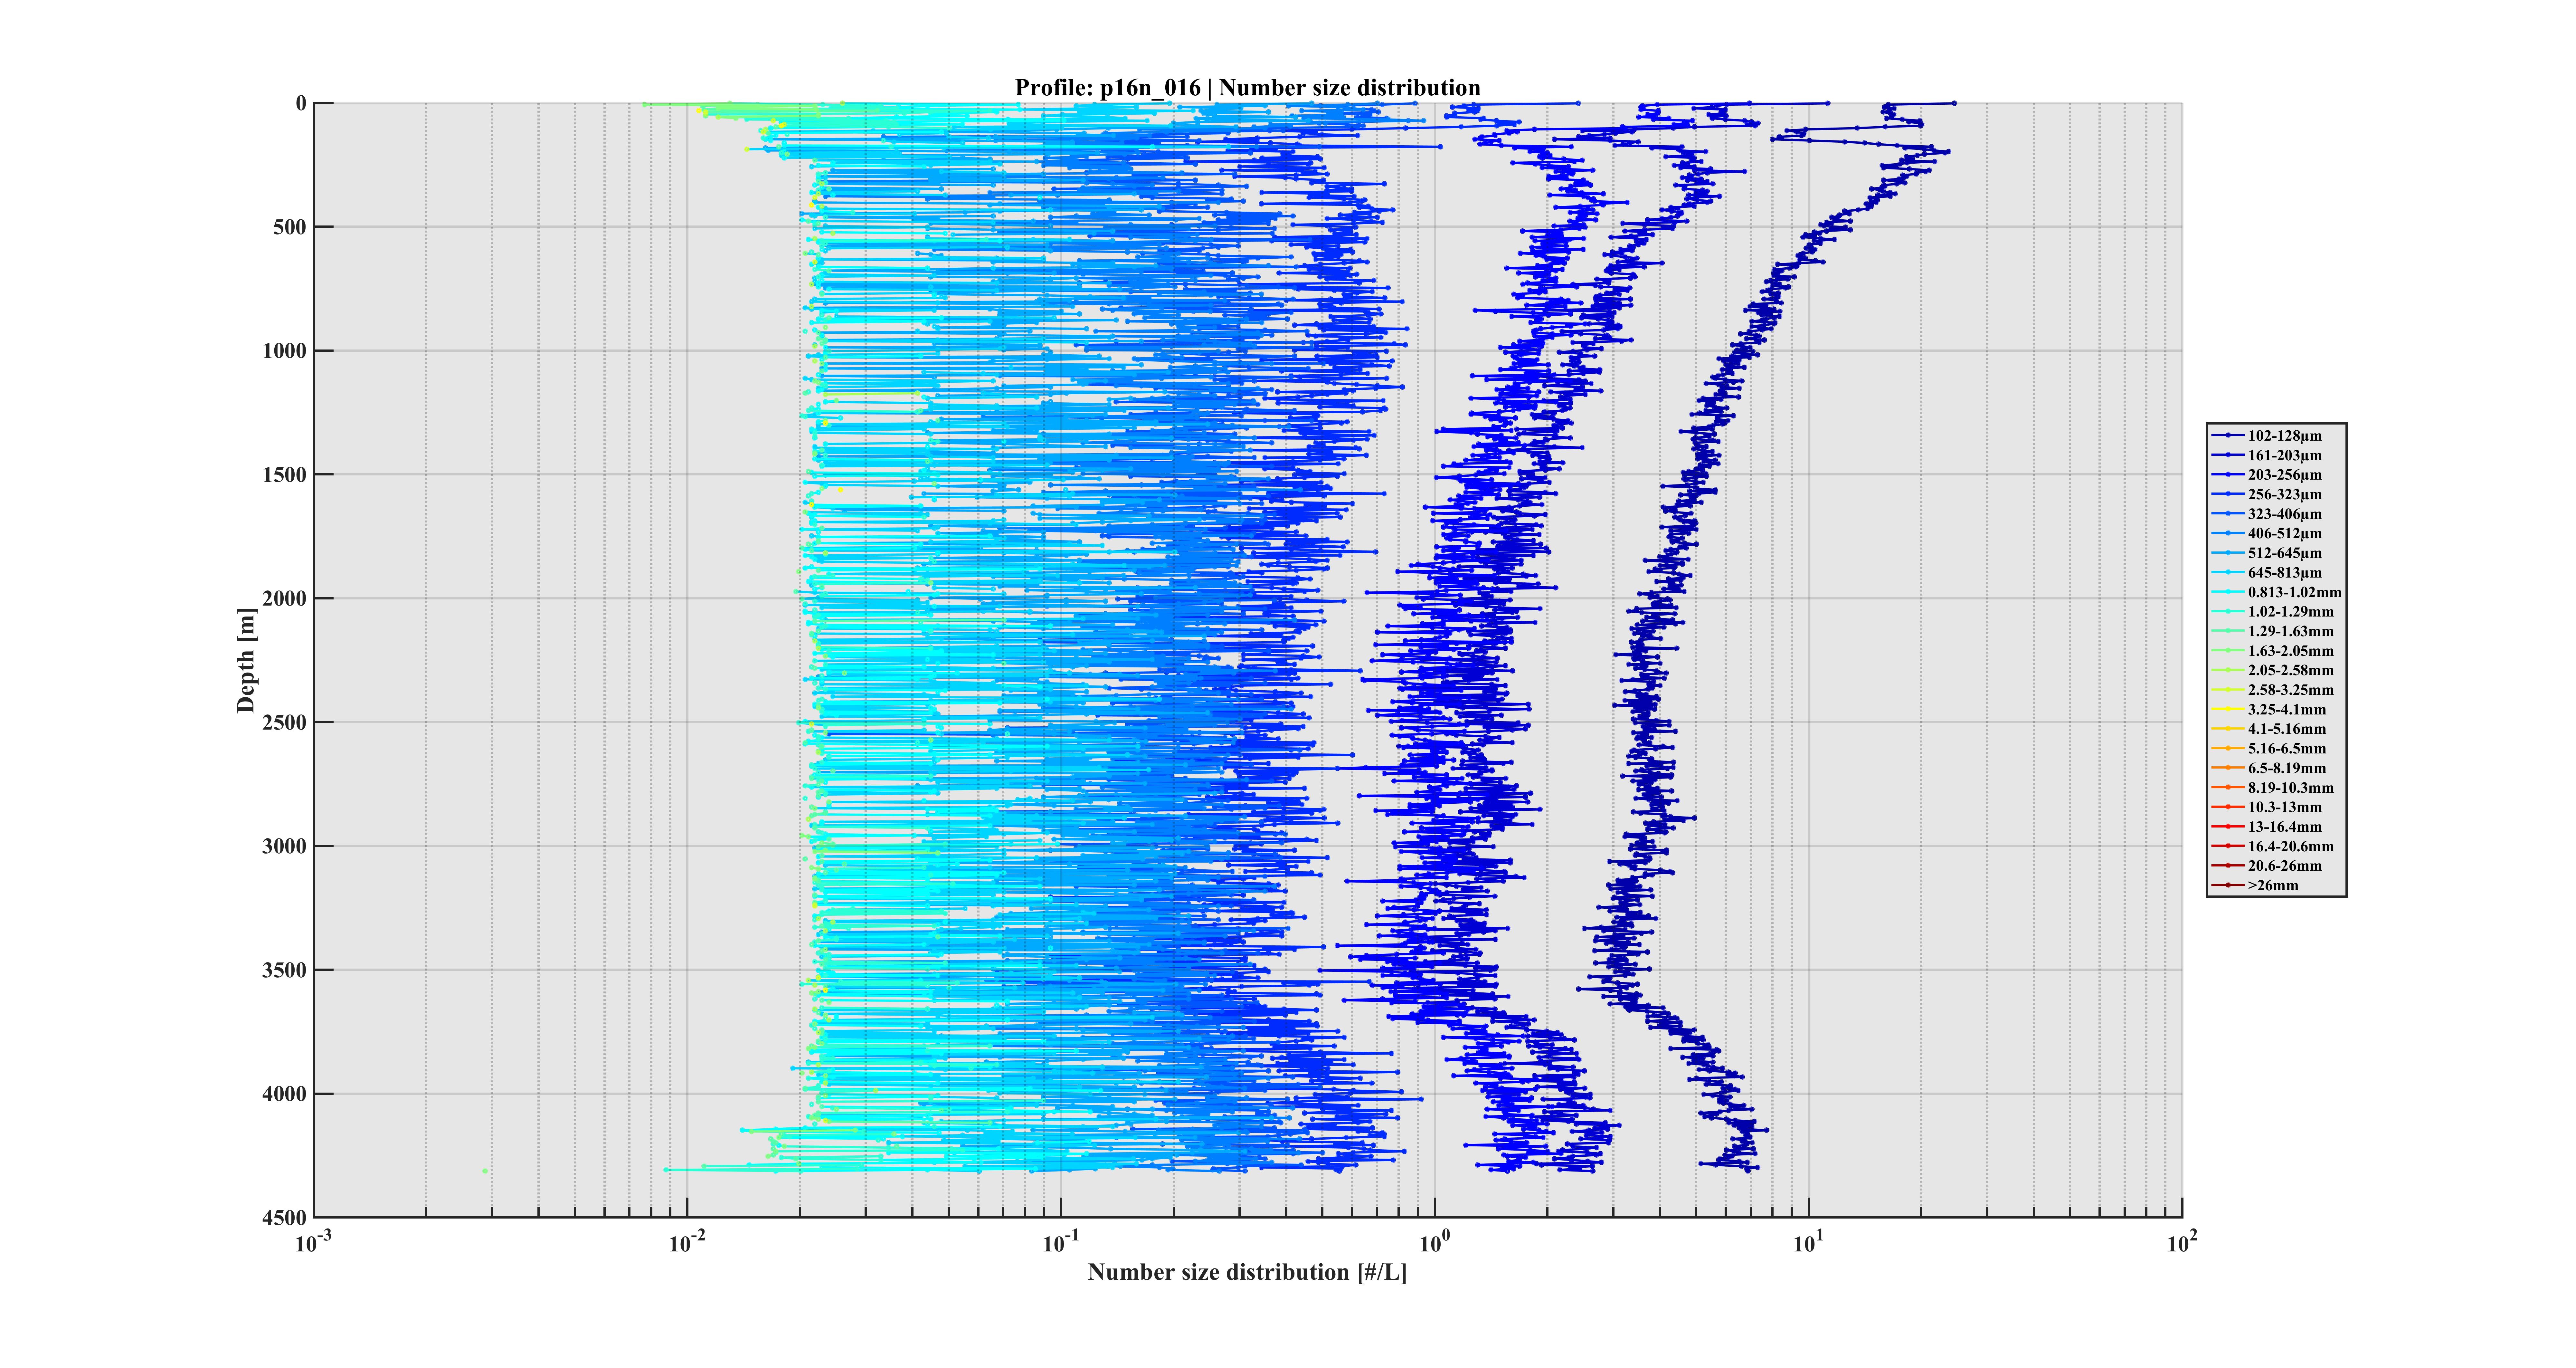 Profile: p16n_016 | Number size distribution
0
500
1000
1500
2000
2500
3000
3500
4000
4500
Depth [m]
10-3 10-2 10-1 100 101 102
Number size distribution [#/L]
102-128µm
161-203µm
203-256µm
256-323µm
323-406µm
406-512µm
512-645µm
645-813µm
0.813-1.02mm
1.02-1.29mm
1.29-1.63mm
1.63-2.05mm
2.05-2.58mm
2.58-3.25mm
3.25-4.1mm
4.1-5.16mm
5.16-6.5mm
6.5-8.19mm
8.19-10.3mm
10.3-13mm
13-16.4mm
16.4-20.6mm
20.6-26mm
>26mm